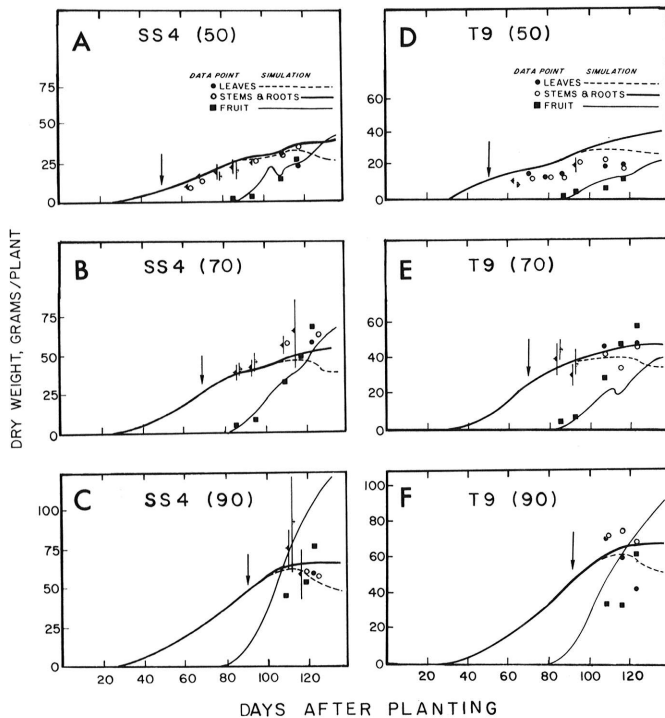 A SS4 (50)
DATA POINT SIMULATION
LEAVES
STEMS & ROOTS
FRUIT
75
50
25
0
D T9 (50)
DATA POINT SIMULATION
LEAVES
STEMS & ROOTS
FRUIT
60
40
20
0
B SS4 (70)
75
50
25
0
E T9 (70)
60
40
20
0
C SS4 (90)
100
75
50
25
0
0 20 40 60 80 100 120
F T9 (90)
100
80
60
40
20
0
0 20 40 60 80 100 120
DRY WEIGHT, GRAMS/PLANT
DAYS AFTER PLANTING